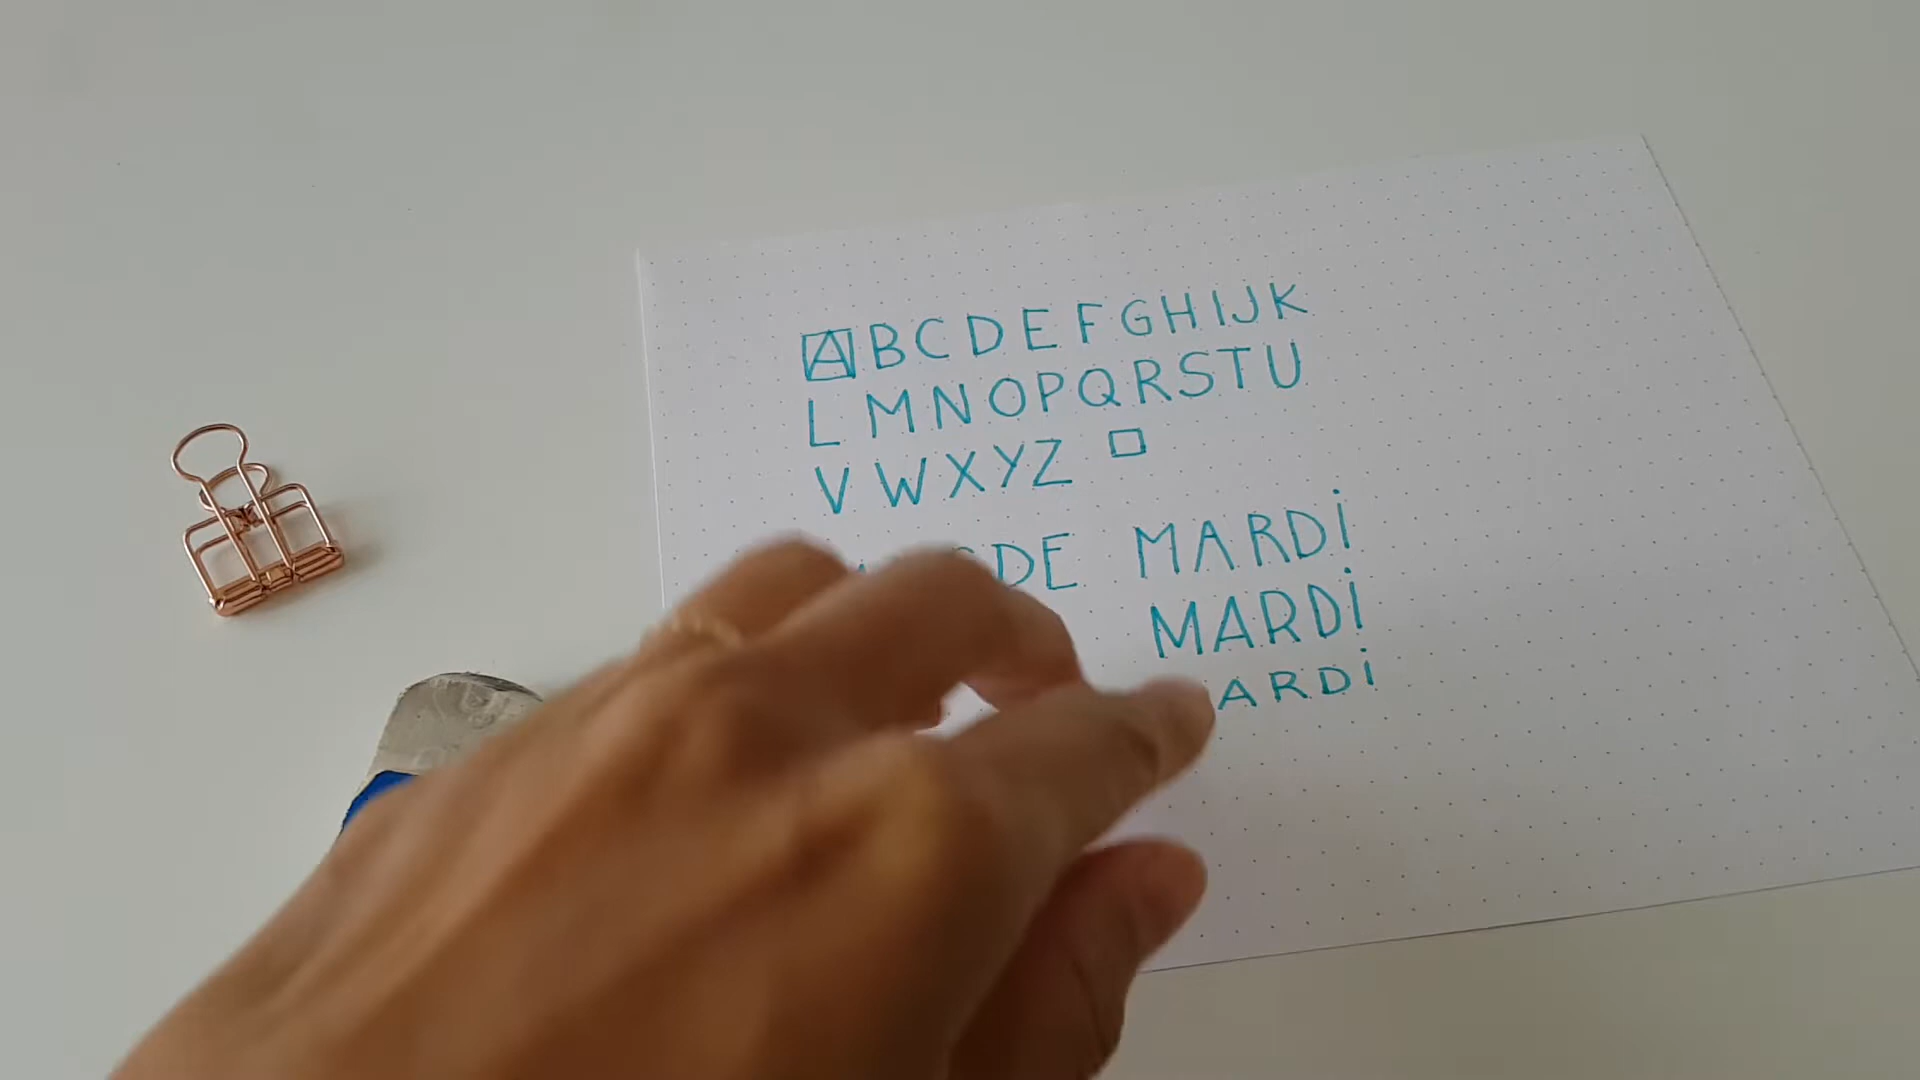 ABCDEFGHIJK
LMNOPQRSTU
VWXYZ
DE MARDi
MARDi
ARDi